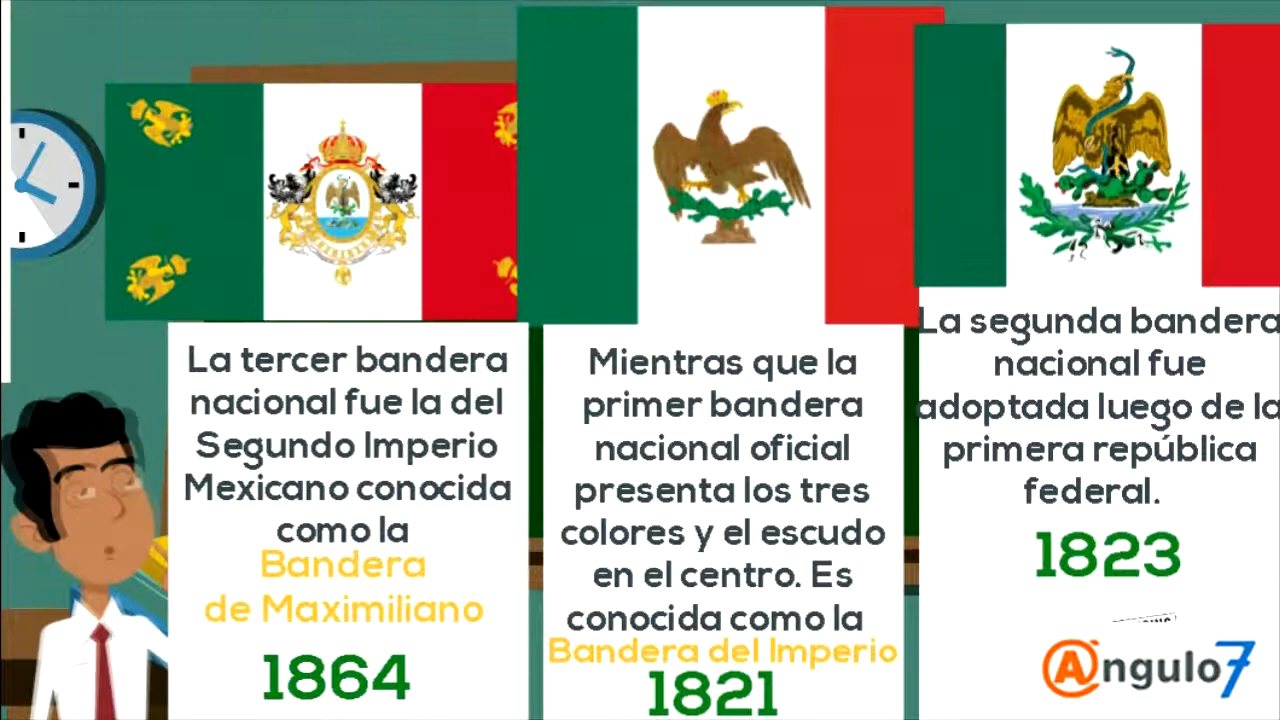 La tercer bandera
nacional fue la del
Segundo Imperio
Mexicano conocida
como la
Bandera
de Maximiliano
1864
Mientras que la
primer bandera
nacional oficial
presenta los tres
colores y el escudo
en el centro. Es
conocida como la
Bandera del Imperio
1821
La segunda bandera
nacional fue
adoptada luego de la
primera república
federal.
1823
Angulo7